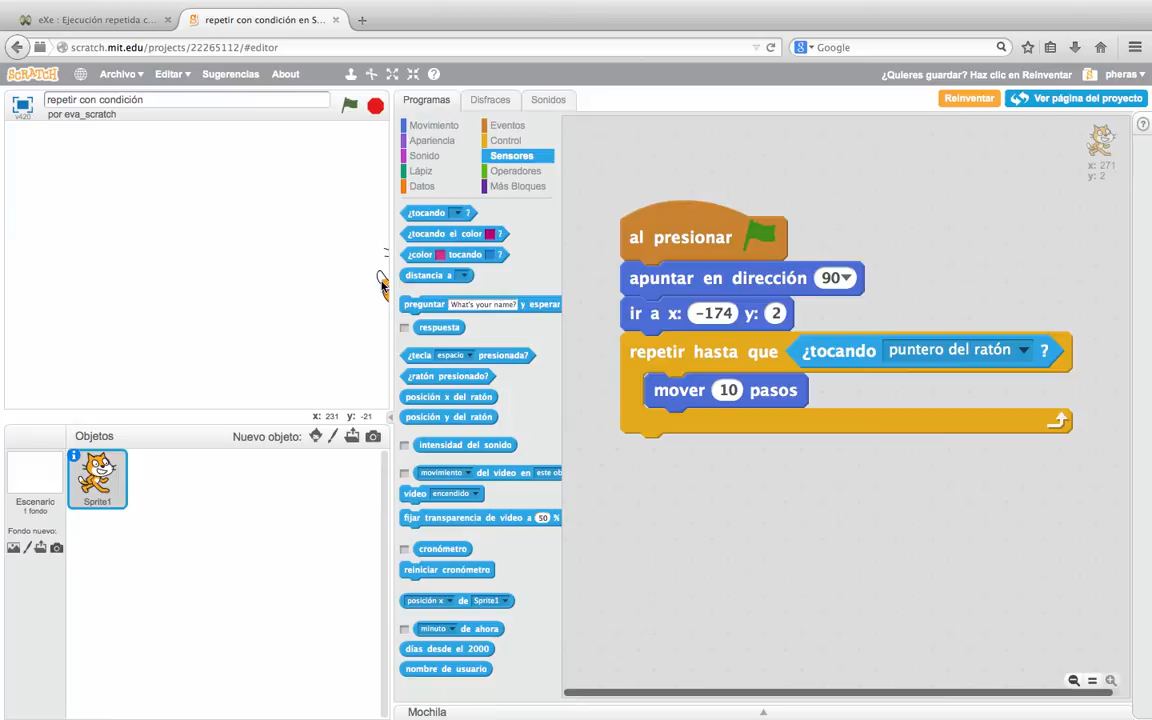 eXe : Ejecución repetida c...
repetir con condición en S...
scratch.mit.edu/projects/22265112/#editor
Google
SCRATCH
Archivo
Editar
Sugerencias
About
¿Quieres guardar? Haz clic en Reinventar
pheras
repetir con condición
por eva_scratch
v420
Programas
Disfraces
Sonidos
Reinventar
Ver página del proyecto
Movimiento
Eventos
Apariencia
Control
Sonido
Sensores
Lápiz
Operadores
Datos
Más Bloques
x: 271
y: 2
¿tocando ?
¿tocando el color ?
¿color tocando ?
distancia a
preguntar What's your name? y esperar
respuesta
¿tecla espacio presionada?
¿ratón presionado?
posición x del ratón
posición y del ratón
intensidad del sonido
movimiento del video en este ob
video encendido
fijar transparencia de video a 50 %
cronómetro
reiniciar cronómetro
posición x de Sprite1
minuto de ahora
días desde el 2000
nombre de usuario
al presionar
apuntar en dirección 90
ir a x: -174 y: 2
repetir hasta que ¿tocando puntero del ratón ?
mover 10 pasos
x: 231 y: -21
Objetos
Nuevo objeto:
Sprite1
Escenario
1 fondo
Fondo nuevo:
Mochila